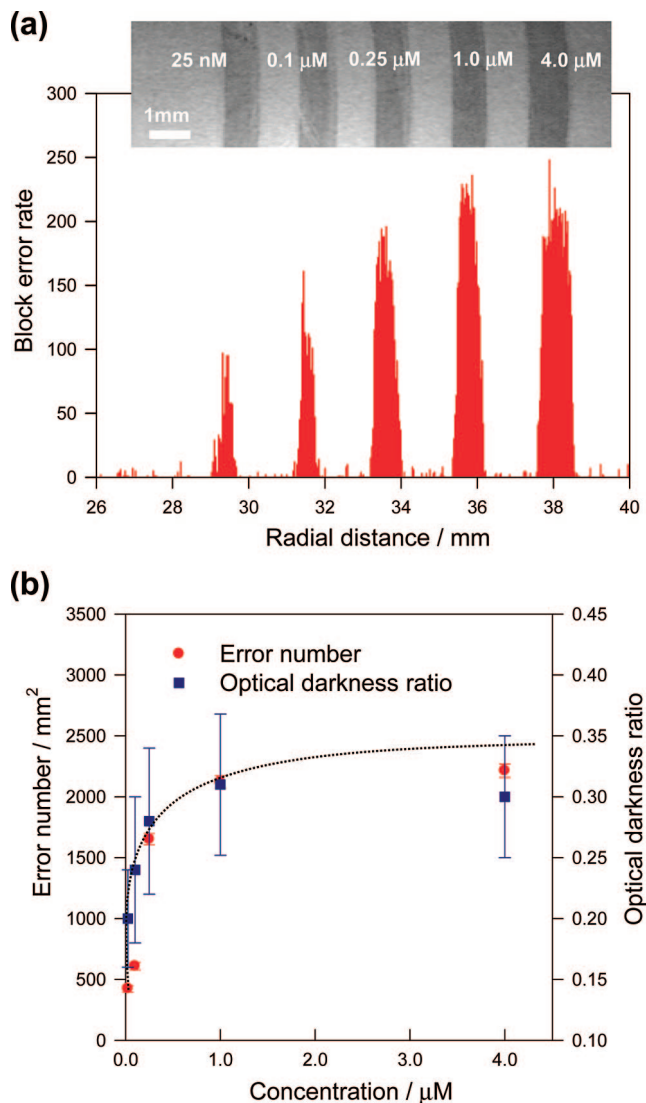 (a)
25 nM 0.1 μM 0.25 μM 1.0 μM 4.0 μM
1mm
300
250
200
150
100
50
0
Block error rate
26 28 30 32 34 36 38 40
Radial distance / mm
(b)
3500 0.45
3000 0.40
2500 0.35
2000 0.30
1500 0.25
1000 0.20
500 0.15
0 0.10
Error number
Optical darkness ratio
Error number / mm²
Optical darkness ratio
0.0 1.0 2.0 3.0 4.0
Concentration / μM